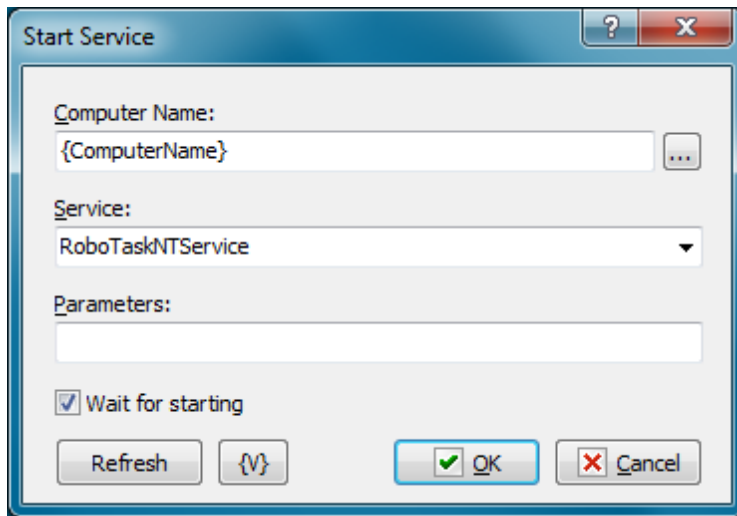 Start Service
?
X
Computer Name:
{ComputerName}
...
Service:
RoboTaskNTService
Parameters:
Wait for starting
Refresh {V} OK Cancel